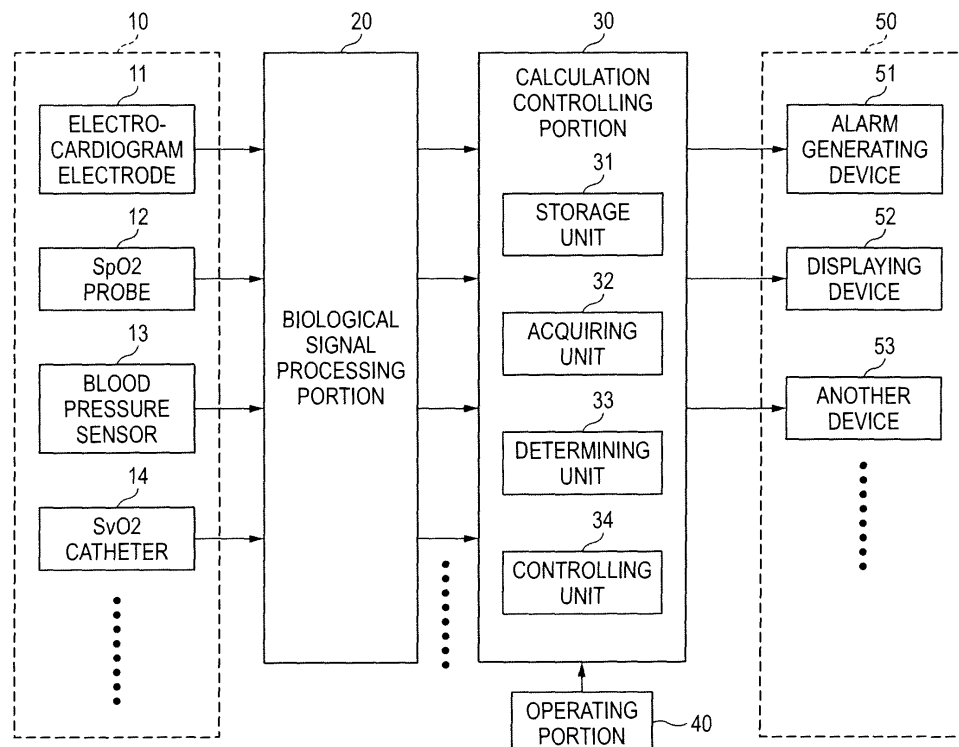 10
11
ELECTRO-
CARDIOGRAM
ELECTRODE
12
SpO2
PROBE
13
BLOOD
PRESSURE
SENSOR
14
SvO2
CATHETER
20
BIOLOGICAL
SIGNAL
PROCESSING
PORTION
30
CALCULATION
CONTROLLING
PORTION
31
STORAGE
UNIT
32
ACQUIRING
UNIT
33
DETERMINING
UNIT
34
CONTROLLING
UNIT
OPERATING
PORTION
40
50
51
ALARM
GENERATING
DEVICE
52
DISPLAYING
DEVICE
53
ANOTHER
DEVICE